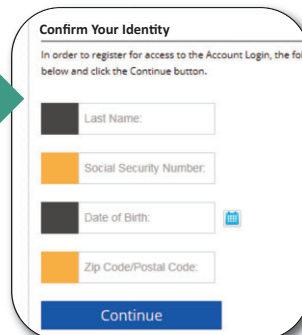 Confirm Your Identity
In order to register for access to the Account Login, the fol
below and click the Continue button.
Last Name:
Social Security Number:
Date of Birth:
Zip Code/Postal Code:
Continue